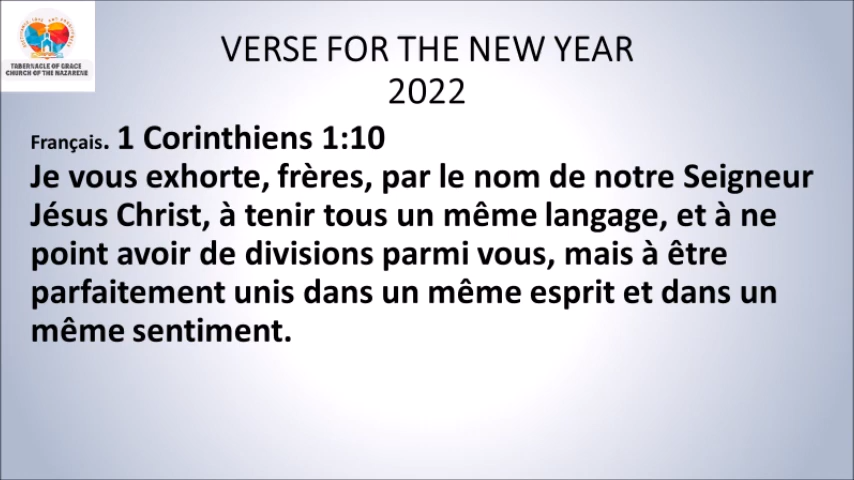 TABERNACLE OF GRACE
CHURCH OF THE NAZARENE
VERSE FOR THE NEW YEAR
2022
Français. 1 Corinthiens 1:10
Je vous exhorte, frères, par le nom de notre Seigneur
Jésus Christ, à tenir tous un même langage, et à ne
point avoir de divisions parmi vous, mais à être
parfaitement unis dans un même esprit et dans un
même sentiment.